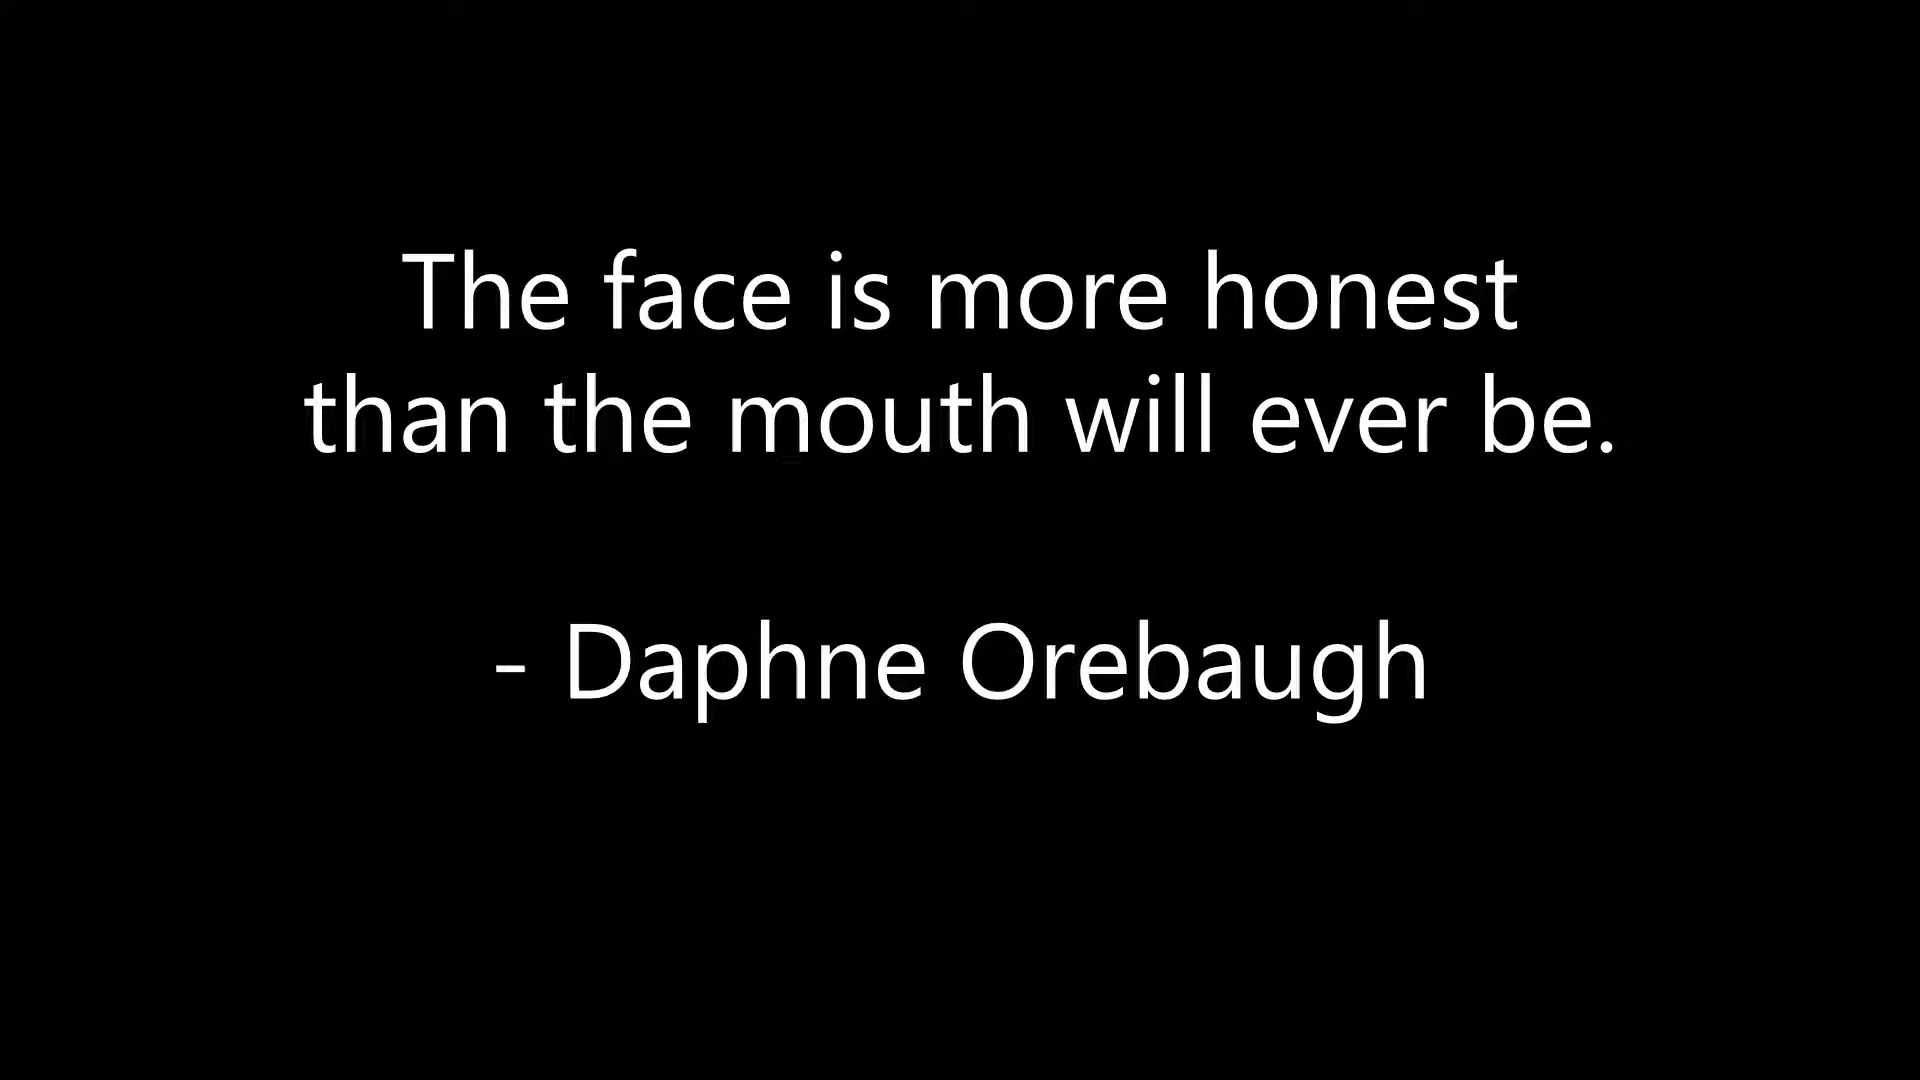 The face is more honest
than the mouth will ever be.
- Daphne Orebaugh